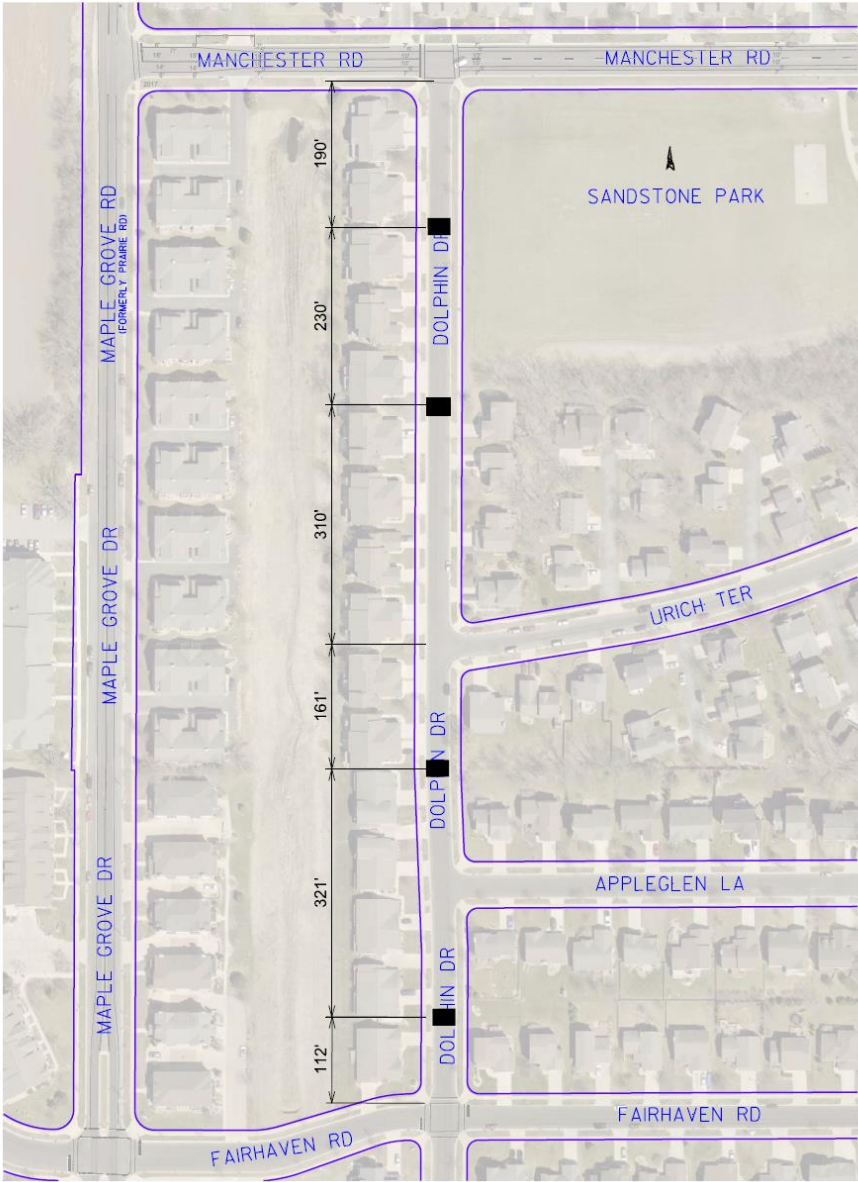 MANCHESTER RD
MANCHESTER RD
2017
190'
SANDSTONE PARK
MAPLE GROVE RD
(FORMERLY PRAIRIE RD)
DOLPHIN DR
230'
310'
MAPLE GROVE DR
URICH TER
161'
DOLPHIN DR
321'
APPLEGLEN LA
MAPLE GROVE DR
DOLPHIN DR
112'
FAIRHAVEN RD
FAIRHAVEN RD